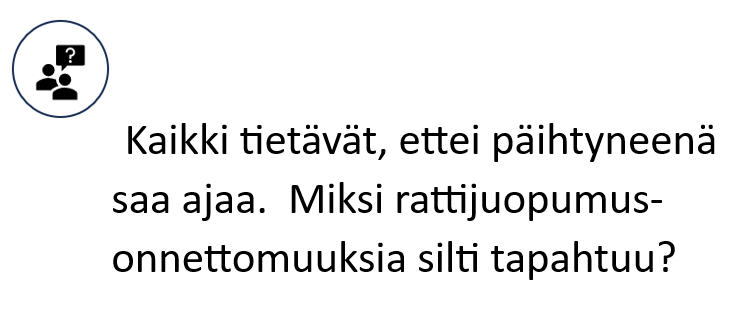 ?
Kaikki tietävät, ettei päihtyneenä
saa ajaa. Miksi rattijuopumus-
onnettomuuksia silti tapahtuu?